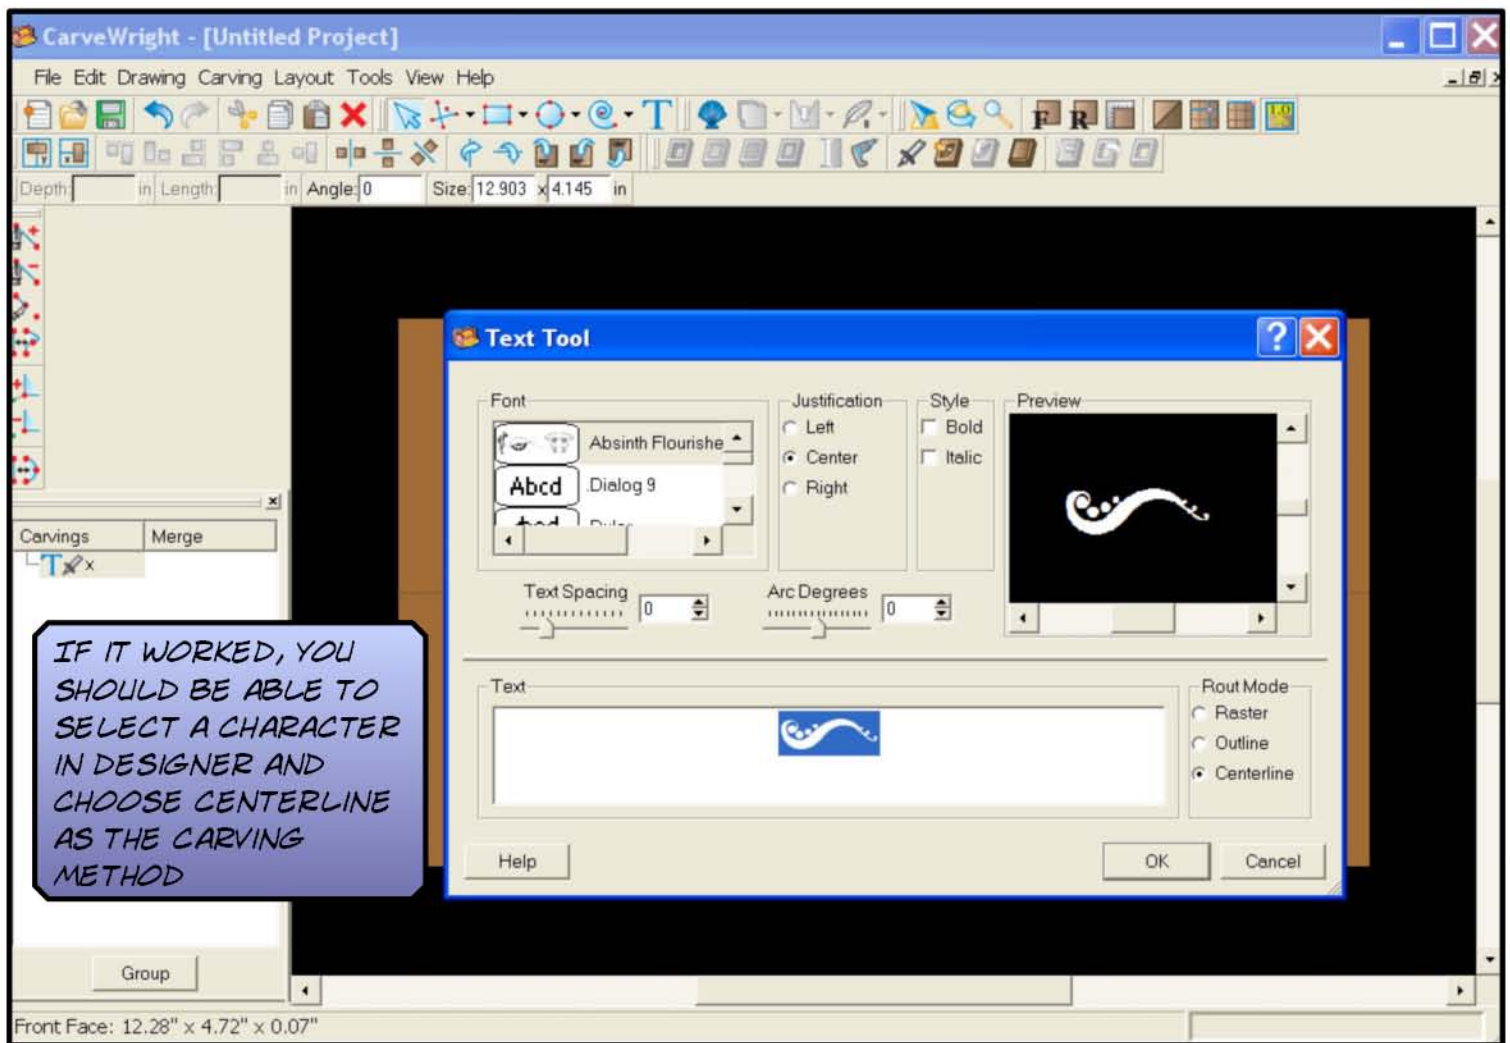 CarveWright - [Untitled Project]
File Edit Drawing Carving Layout Tools View Help
F R 1.0
Depth: in Length: in Angle: 0 Size: 12.903 x 4.145 in
Text Tool
Font Justification Style Preview
Absinth Flourishe Left Bold
Center Italic
Abcd .Dialog 9 Right
Carvings Merge
T x
Text Spacing 0 Arc Degrees 0
IF IT WORKED, YOU
SHOULD BE ABLE TO
SELECT A CHARACTER
IN DESIGNER AND
CHOOSE CENTERLINE
AS THE CARVING
METHOD
Text Rout Mode
Raster
Outline
Centerline
Help OK Cancel
Group
Front Face: 12.28" x 4.72" x 0.07"